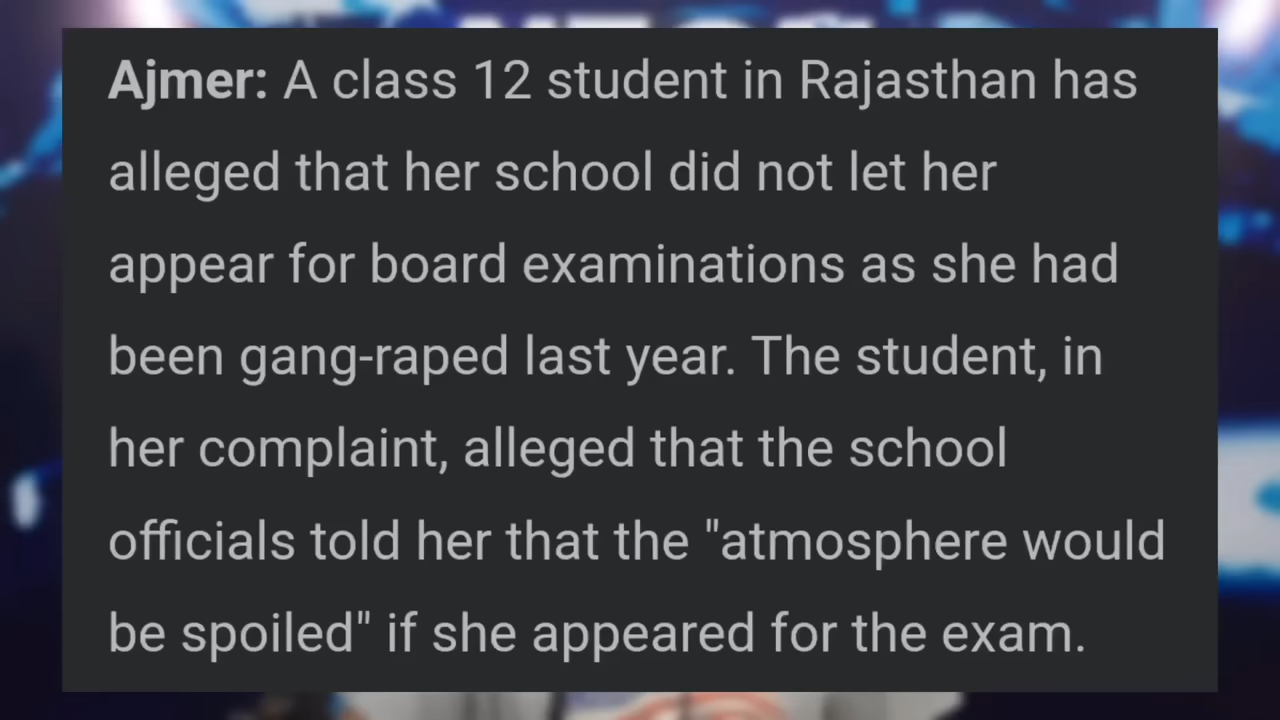 Ajmer: A class 12 student in Rajasthan has
alleged that her school did not let her
appear for board examinations as she had
been gang-raped last year. The student, in
her complaint, alleged that the school
officials told her that the "atmosphere would
be spoiled" if she appeared for the exam.